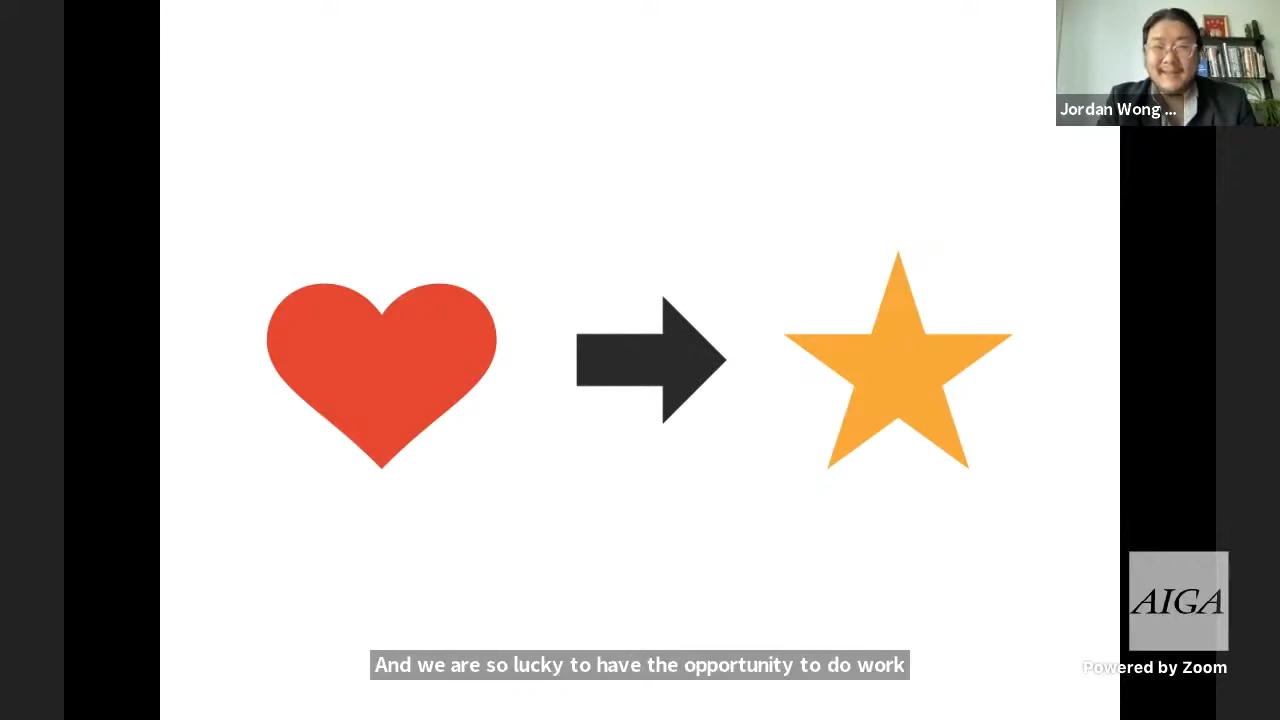 Jordan Wong ...
AIGA
And we are so lucky to have the opportunity to do work
Powered by Zoom